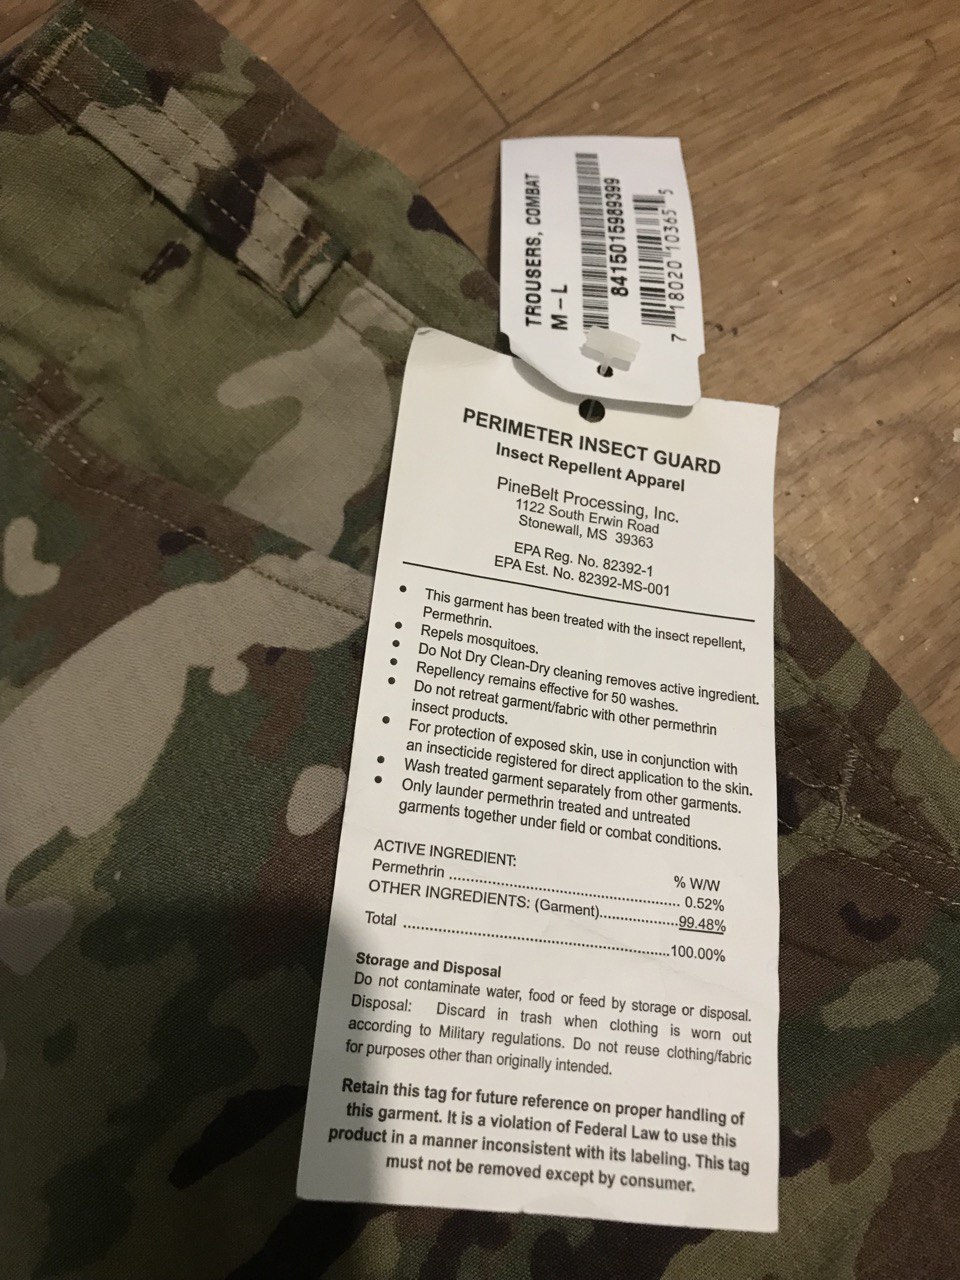 TROUSERS, COMBAT
M - L
8415015989399
7 18020 10365 5
PERIMETER INSECT GUARD
Insect Repellent Apparel
PineBelt Processing, Inc.
1122 South Erwin Road
Stonewall, MS 39363
EPA Reg. No. 82392-1
EPA Est. No. 82392-MS-001
• This garment has been treated with the insect repellent,
Permethrin.
• Repels mosquitoes.
• Do Not Dry Clean-Dry cleaning removes active ingredient.
• Repellency remains effective for 50 washes.
• Do not retreat garment/fabric with other permethrin
insect products.
• For protection of exposed skin, use in conjunction with
an insecticide registered for direct application to the skin.
• Wash treated garment separately from other garments.
• Only launder permethrin treated and untreated
garments together under field or combat conditions.
ACTIVE INGREDIENT: % W/W
Permethrin ........................................................ 0.52%
OTHER INGREDIENTS: (Garment)...................99.48%
Total ................................................................100.00%
Storage and Disposal
Do not contaminate water, food or feed by storage or disposal.
Disposal: Discard in trash when clothing is worn out
according to Military regulations. Do not reuse clothing/fabric
for purposes other than originally intended.
Retain this tag for future reference on proper handling of
this garment. It is a violation of Federal Law to use this
product in a manner inconsistent with its labeling. This tag
must not be removed except by consumer.